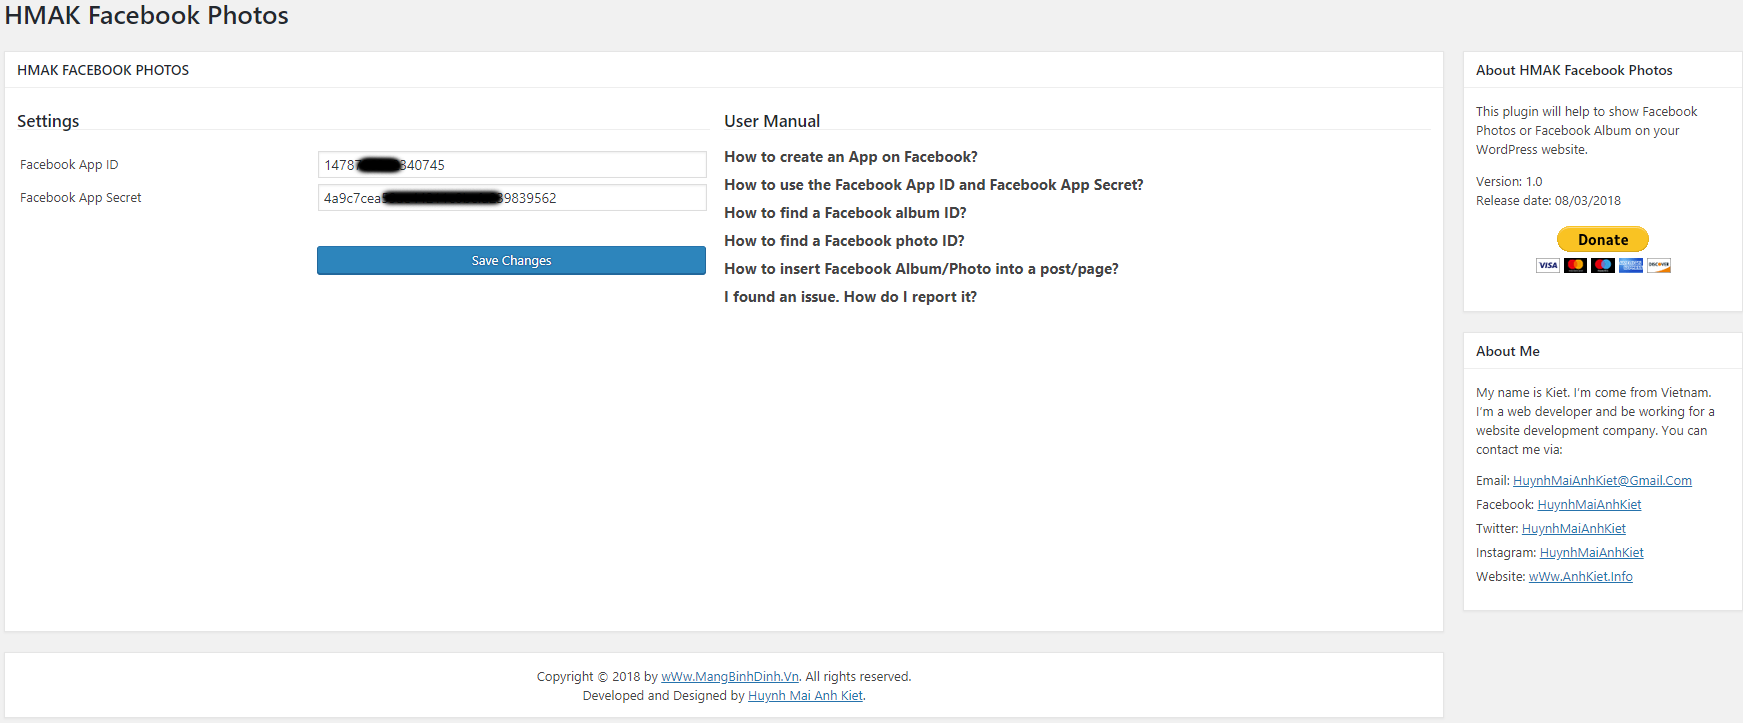 HMAK Facebook Photos
HMAK FACEBOOK PHOTOS
Settings
Facebook App ID
1478 340745
Facebook App Secret
4a9c7cea 39839562
Save Changes
User Manual
How to create an App on Facebook?
How to use the Facebook App ID and Facebook App Secret?
How to find a Facebook album ID?
How to find a Facebook photo ID?
How to insert Facebook Album/Photo into a post/page?
I found an issue. How do I report it?
About HMAK Facebook Photos
This plugin will help to show Facebook
Photos or Facebook Album on your
WordPress website.
Version: 1.0
Release date: 08/03/2018
Donate
VISA
DISCOVER
About Me
My name is Kiet. I'm come from Vietnam.
I'm a web developer and be working for a
website development company. You can
contact me via:
Email: HuynhMaiAnhKiet@Gmail.Com
Facebook: HuynhMaiAnhKiet
Twitter: HuynhMaiAnhKiet
Instagram: HuynhMaiAnhKiet
Website: wWw.AnhKiet.Info
Copyright © 2018 by wWw.MangBinhDinh.Vn. All rights reserved.
Developed and Designed by Huynh Mai Anh Kiet.